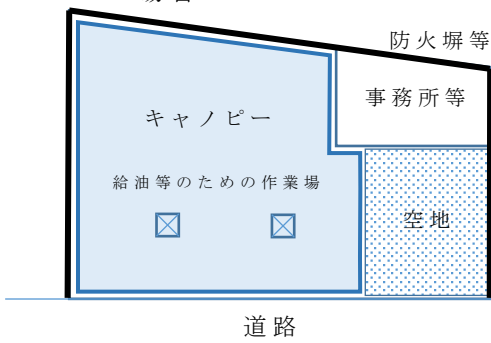 防火塀等
事務所等
キャノピー
給油等のための作業場
空地
道路